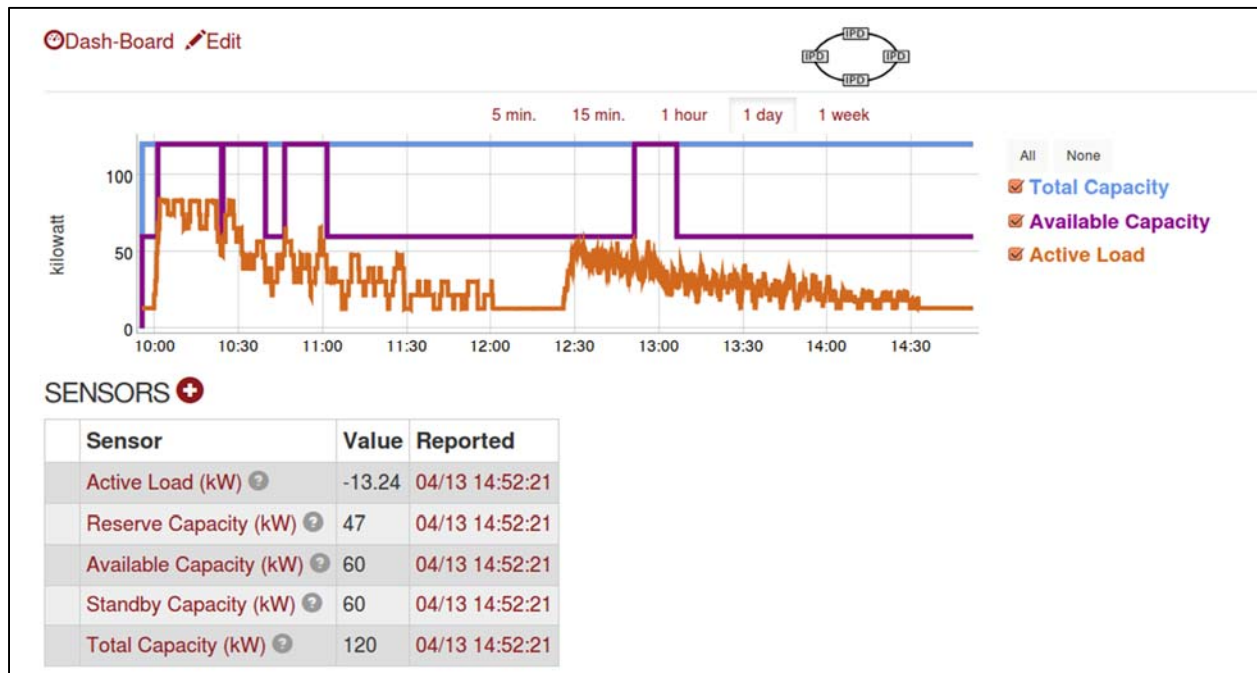 Dash-Board Edit
IPD
IPD IPD
IPD
5 min. 15 min. 1 hour 1 day 1 week
All None
Total Capacity
Available Capacity
Active Load
kilowatt
100
50
0
10:00 10:30 11:00 11:30 12:00 12:30 13:00 13:30 14:00 14:30
SENSORS
Sensor Value Reported
Active Load (kW) ? -13.24 04/13 14:52:21
Reserve Capacity (kW) ? 47 04/13 14:52:21
Available Capacity (kW) ? 60 04/13 14:52:21
Standby Capacity (kW) ? 60 04/13 14:52:21
Total Capacity (kW) ? 120 04/13 14:52:21